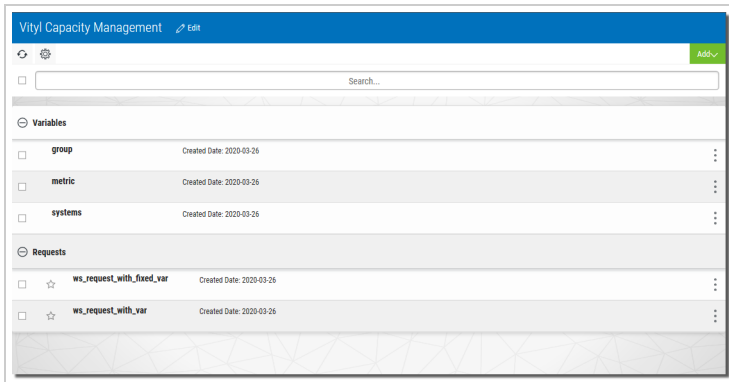 Vityl Capacity Management Edit
Add
Search...
Variables
group Created Date: 2020-03-26
metric Created Date: 2020-03-26
systems Created Date: 2020-03-26
Requests
ws_request_with_fixed_var Created Date: 2020-03-26
ws_request_with_var Created Date: 2020-03-26